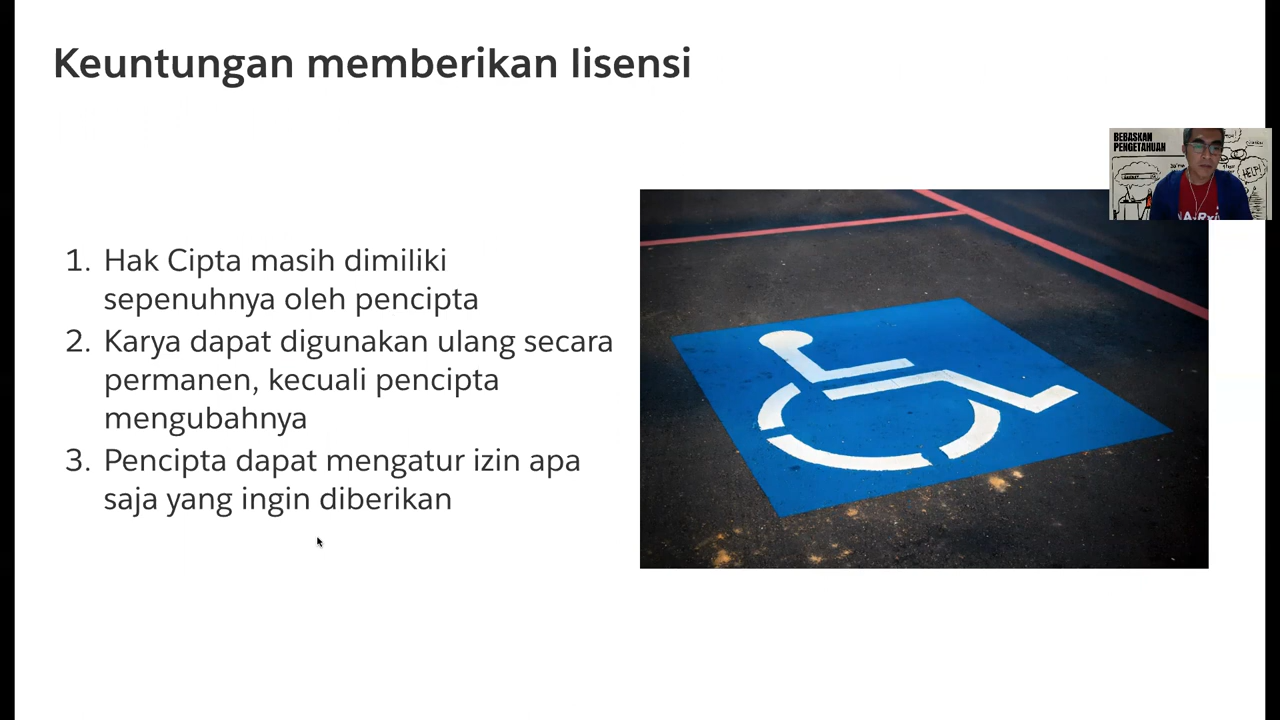 Keuntungan memberikan lisensi
BEBASKAN
PENGETAHUAN
HELP!
1. Hak Cipta masih dimiliki
sepenuhnya oleh pencipta
2. Karya dapat digunakan ulang secara
permanen, kecuali pencipta
mengubahnya
3. Pencipta dapat mengatur izin apa
saja yang ingin diberikan